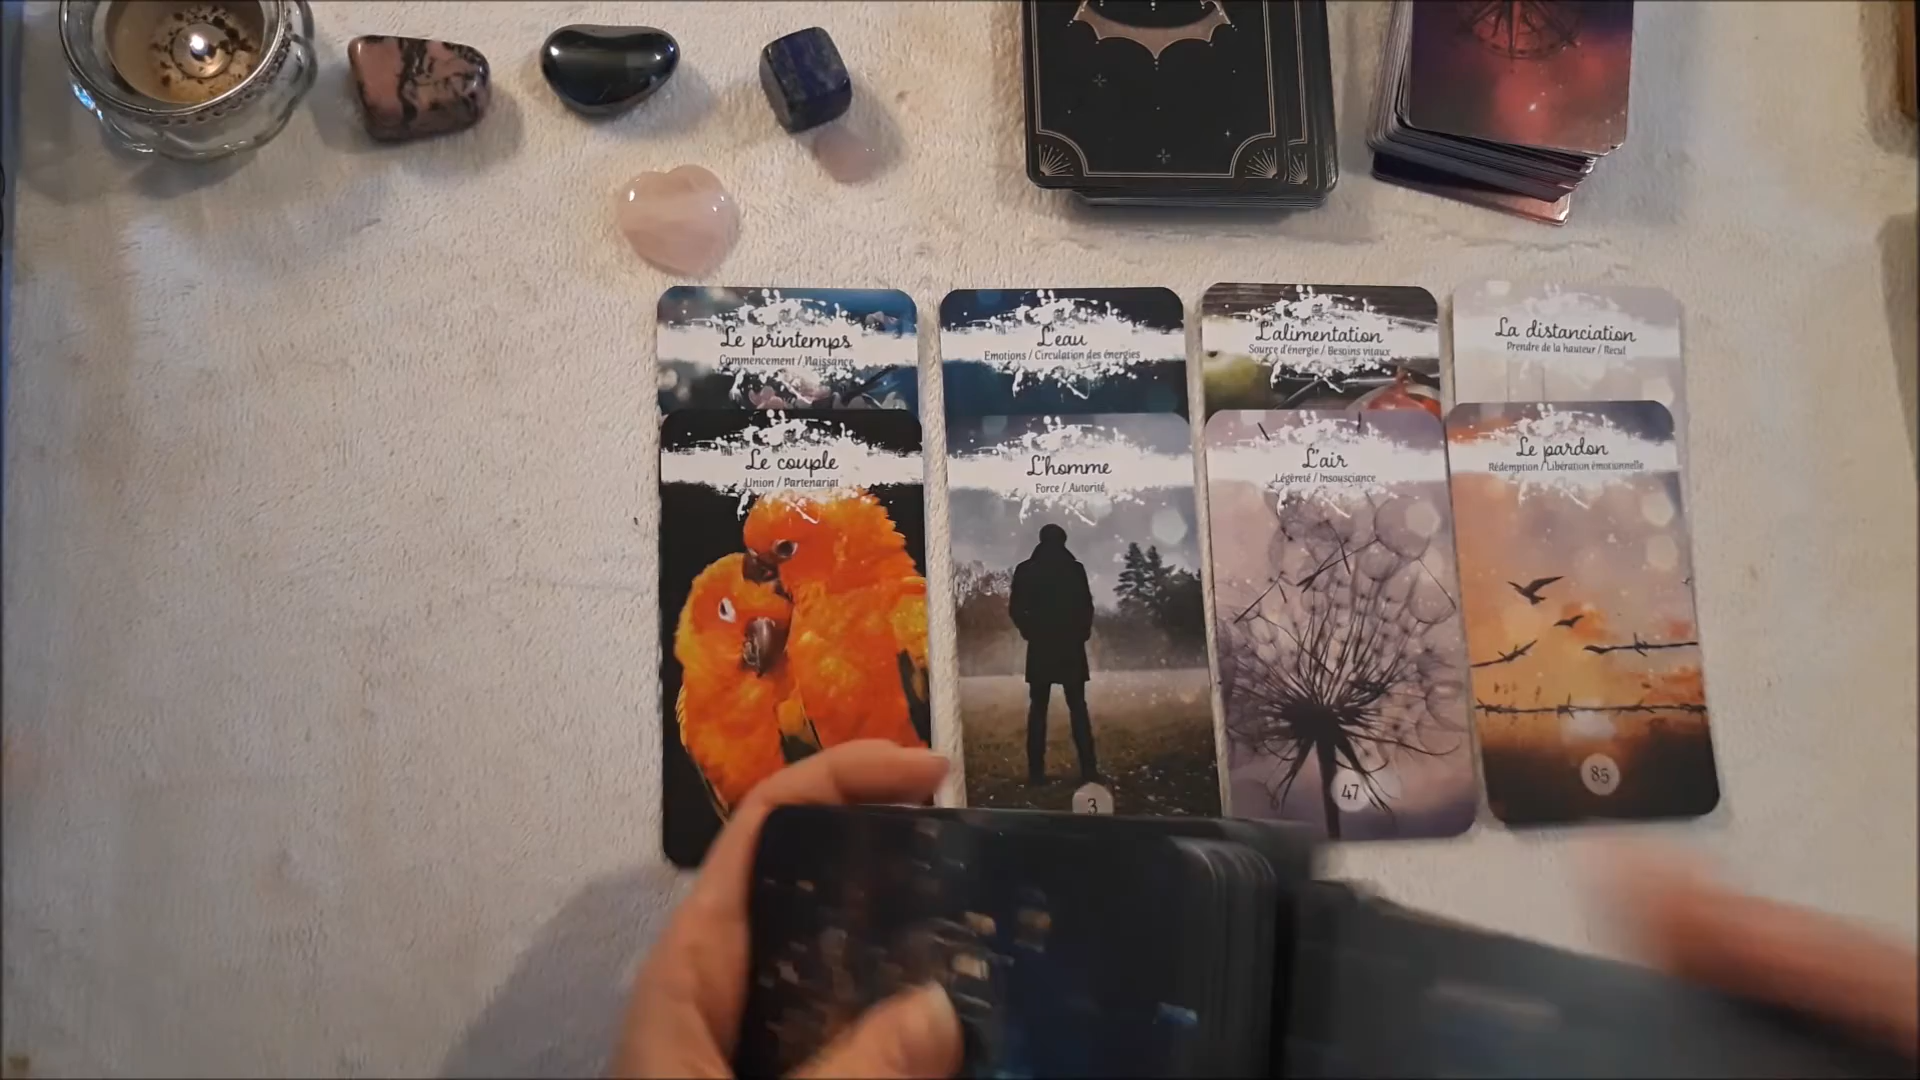 Le printemps
Commencement / Naissance
L'eau
Emotions / Circulation des énergies
L'alimentation
Source d'énergie / Besoins vitaux
La distanciation
Prendre de la hauteur / Recul
Le couple
Union / Partenariat
L'homme
Force / Autorité
L'air
Légèreté / Insousciance
Le pardon
Rédemption / Libération émotionnelle
3
47
85